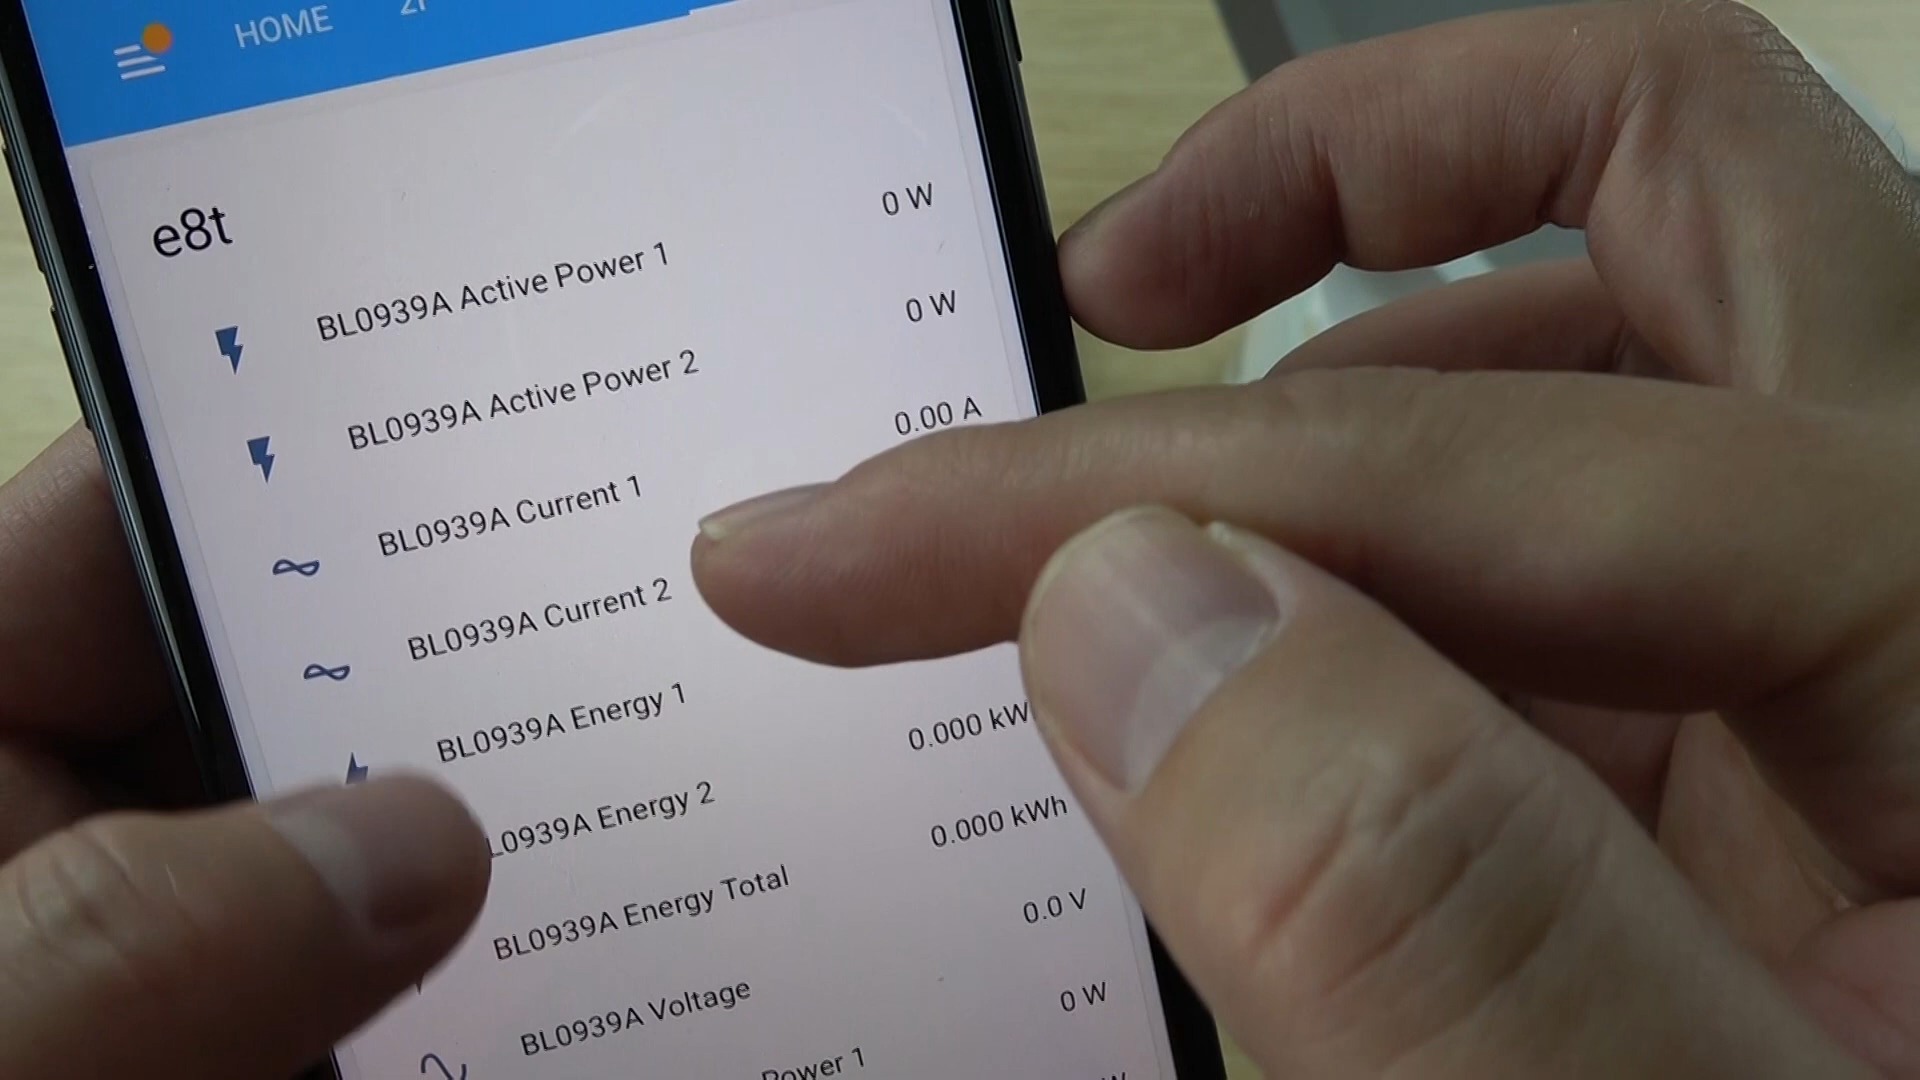 HOME
e8t
BL0939A Active Power 1 0 W
BL0939A Active Power 2 0 W
BL0939A Current 1 0.00 A
BL0939A Current 2
BL0939A Energy 1
L0939A Energy 2 0.000 kW
BL0939A Energy Total 0.000 kWh
BL0939A Voltage 0.0 V
Power 1 0 W